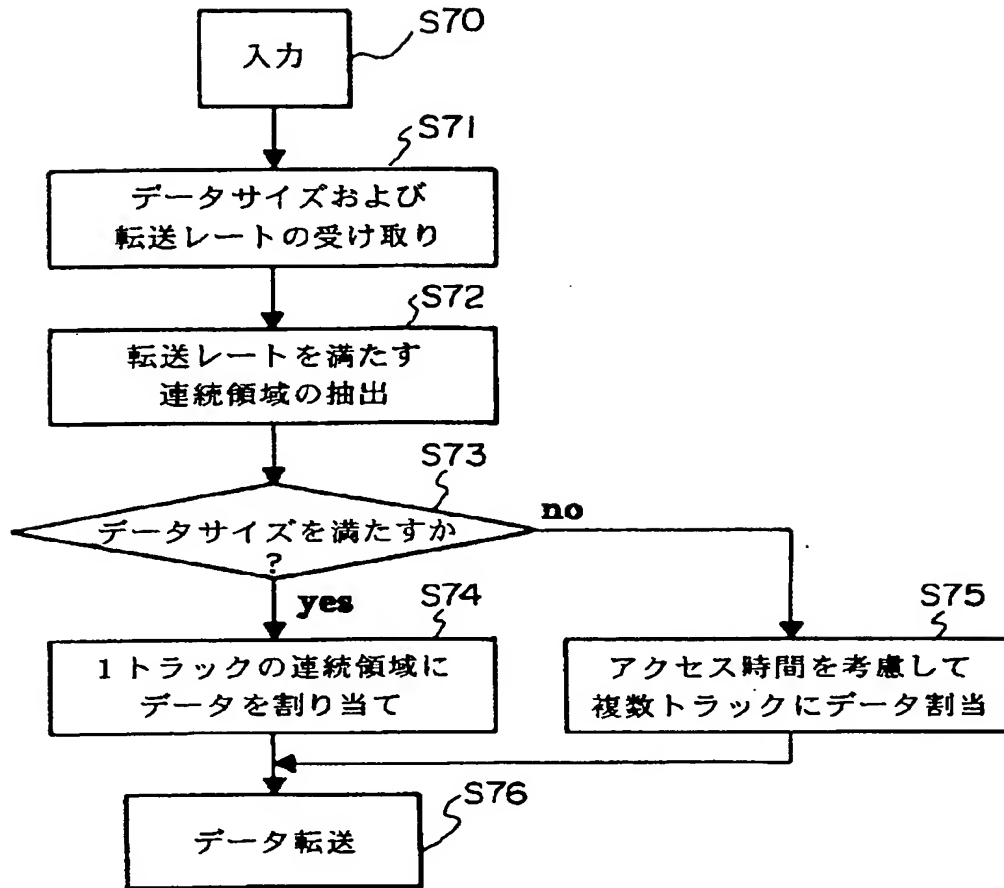 S70
入力
S71
データサイズおよび
転送レートの受け取り
S72
転送レートを満たす
連続領域の抽出
S73
データサイズを満たすか
?
no
yes
S74
1トラックの連続領域に
データを割り当て
S75
アクセス時間を考慮して
複数トラックにデータ割当
S76
データ転送